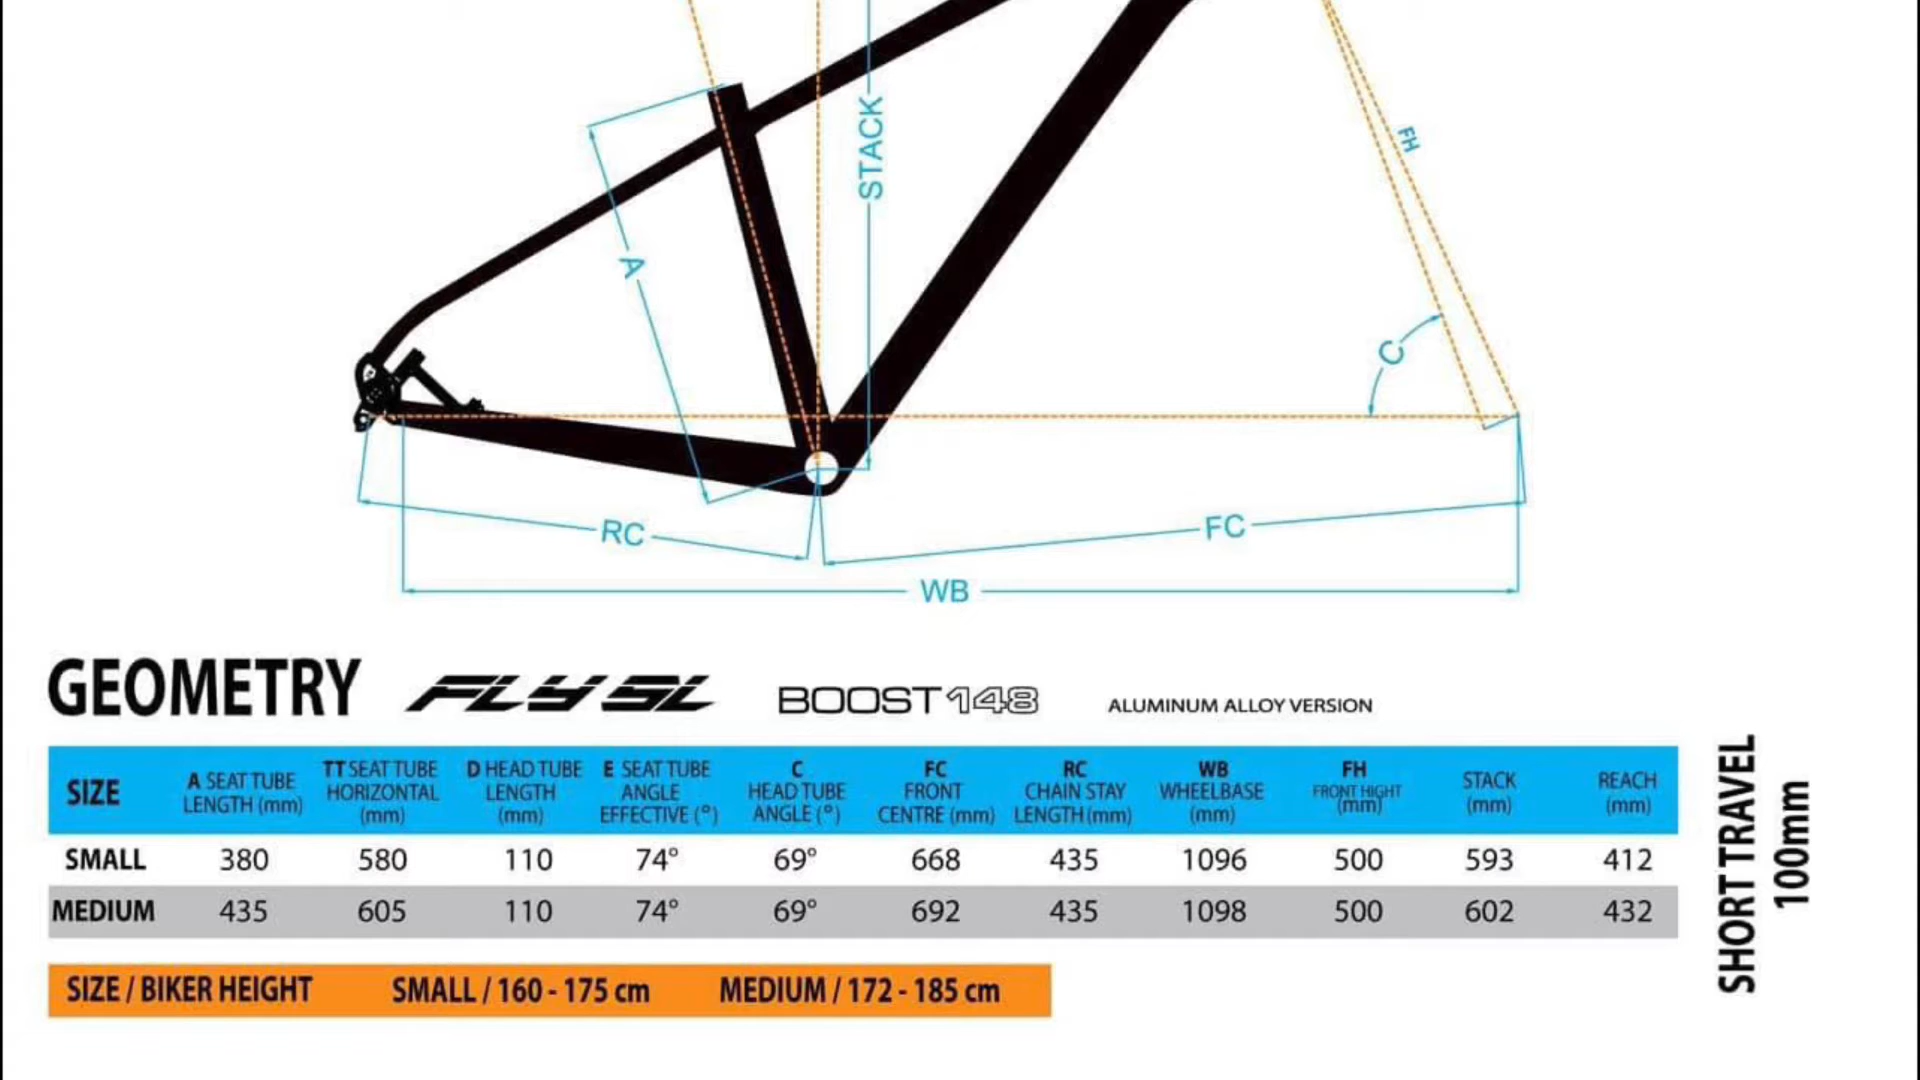 STACK
FH
A
C
RC
FC
WB
GEOMETRY FLY SL BOOST148 ALUMINUM ALLOY VERSION
SIZE
A SEAT TUBE
LENGTH (mm)
TT SEAT TUBE
HORIZONTAL
(mm)
D HEAD TUBE
LENGTH
(mm)
E SEAT TUBE
ANGLE
EFFECTIVE (°)
C
HEAD TUBE
ANGLE (°)
FC
FRONT
CENTRE (mm)
RC
CHAIN STAY
LENGTH (mm)
WB
WHEELBASE
(mm)
FH
FRONT HIGHT
(mm)
STACK
(mm)
REACH
(mm)
SMALL 380 580 110 74° 69° 668 435 1096 500 593 412
MEDIUM 435 605 110 74° 69° 692 435 1098 500 602 432
SIZE / BIKER HEIGHT SMALL / 160 - 175 cm MEDIUM / 172 - 185 cm
SHORT TRAVEL
100mm